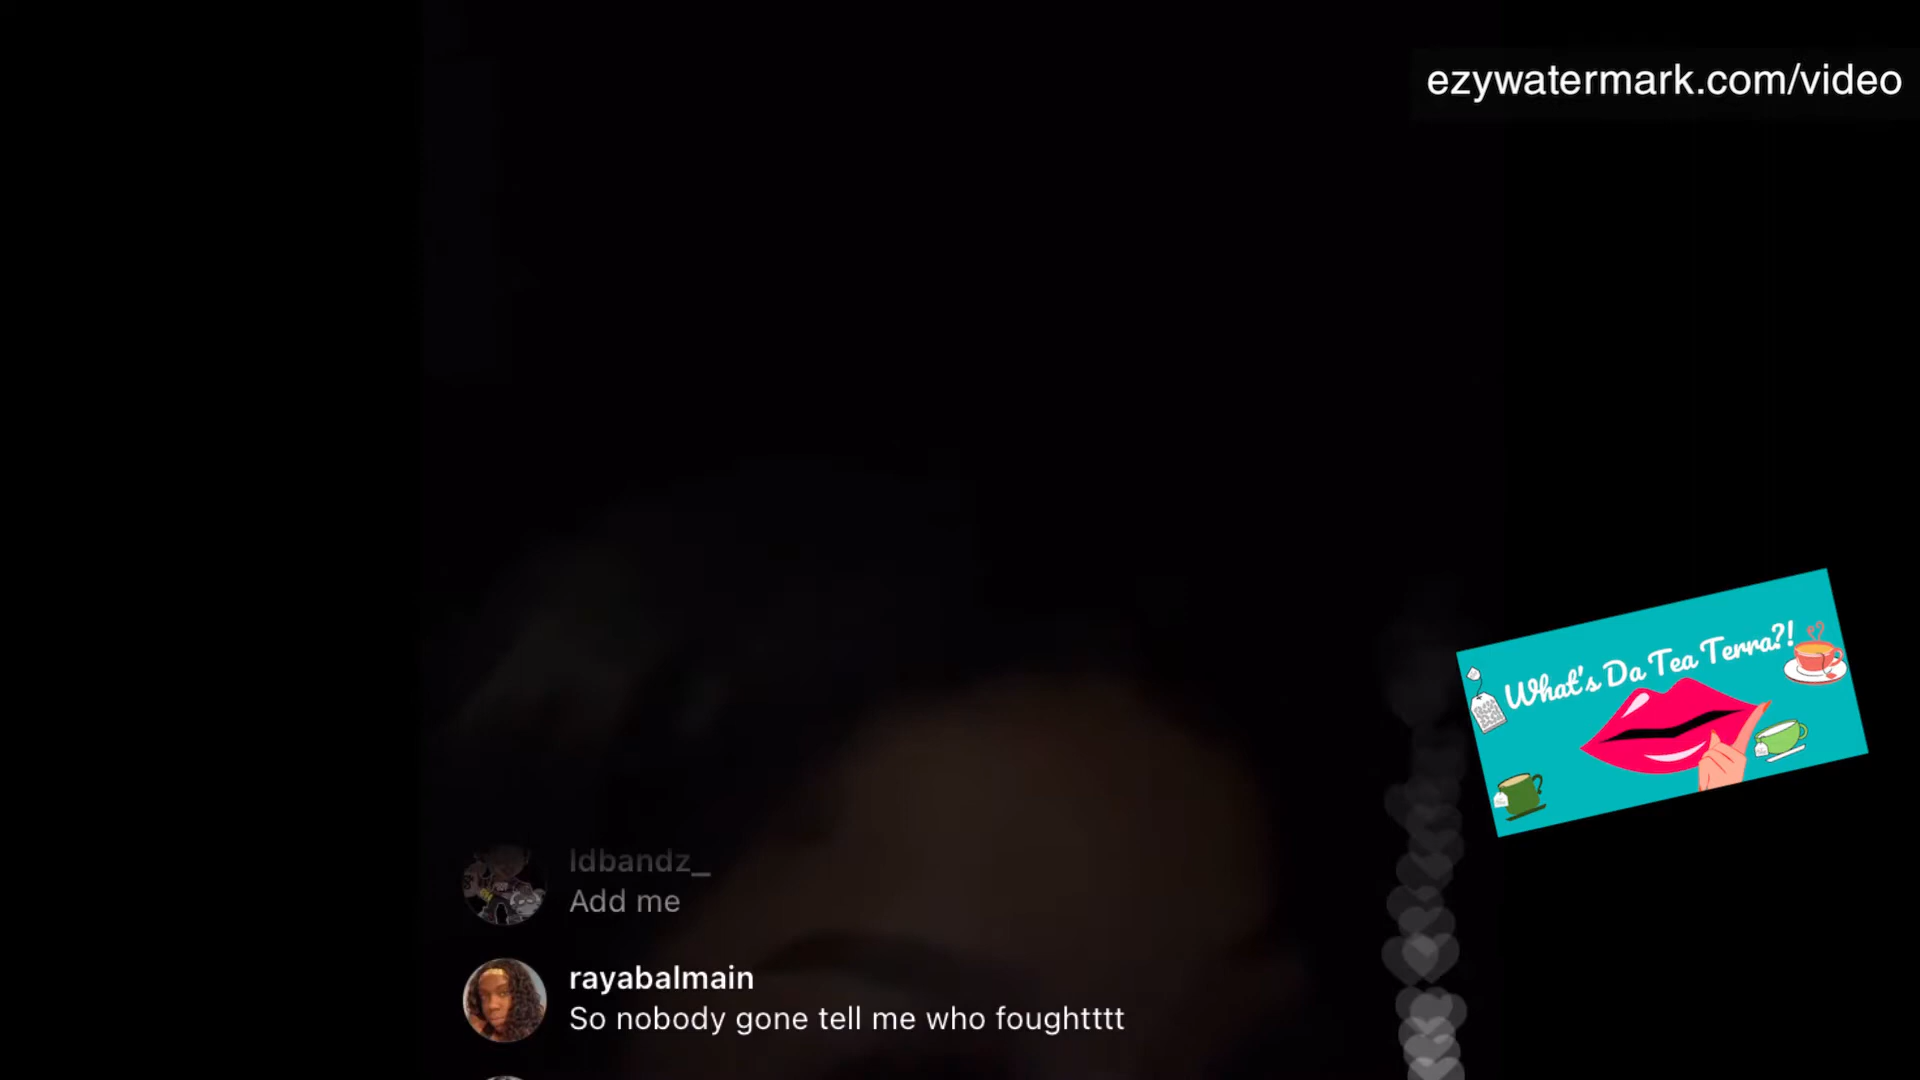 ezywatermark.com/video
What's Da Tea Terra?!
ldbandz_
Add me
rayabalmain
So nobody gone tell me who foughtttt